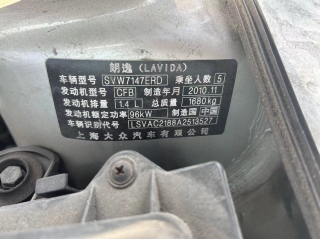 朗逸 (LAVIDA)
车辆型号 SVW7147ERD 乘坐人数 5
发动机型号 CFB 制造年月 2010.11
发动机排量 1.4 L 总质量 1680kg
发动机额定功率 96kW 制造国 中国
车辆识别代号 LSVAC2188A2513527
上海大众汽车有限公司